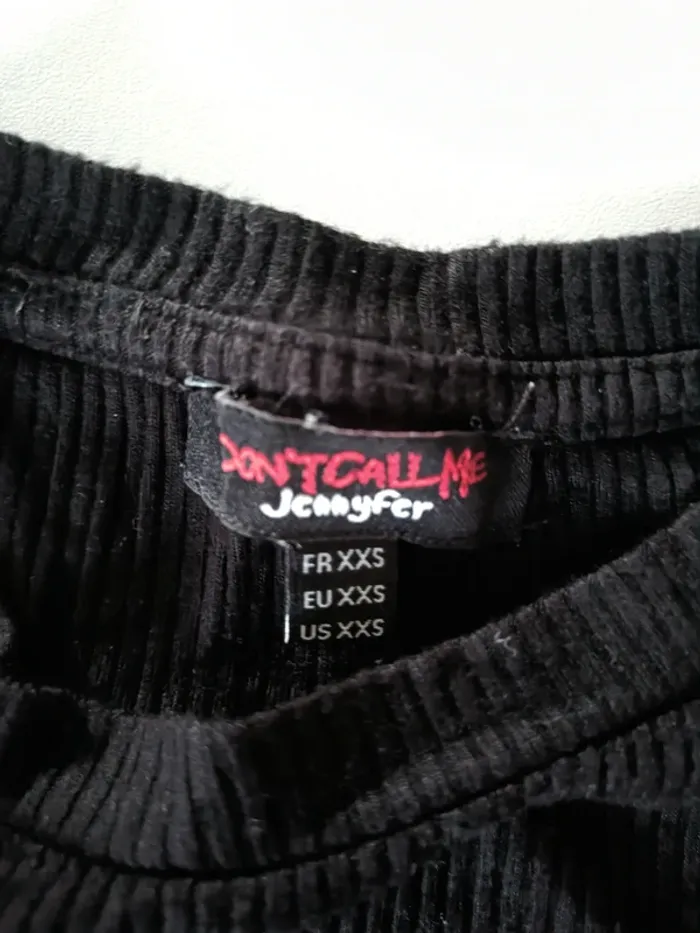 DON'T CALL ME
Jennyfer
FR XXS
EU XXS
US XXS